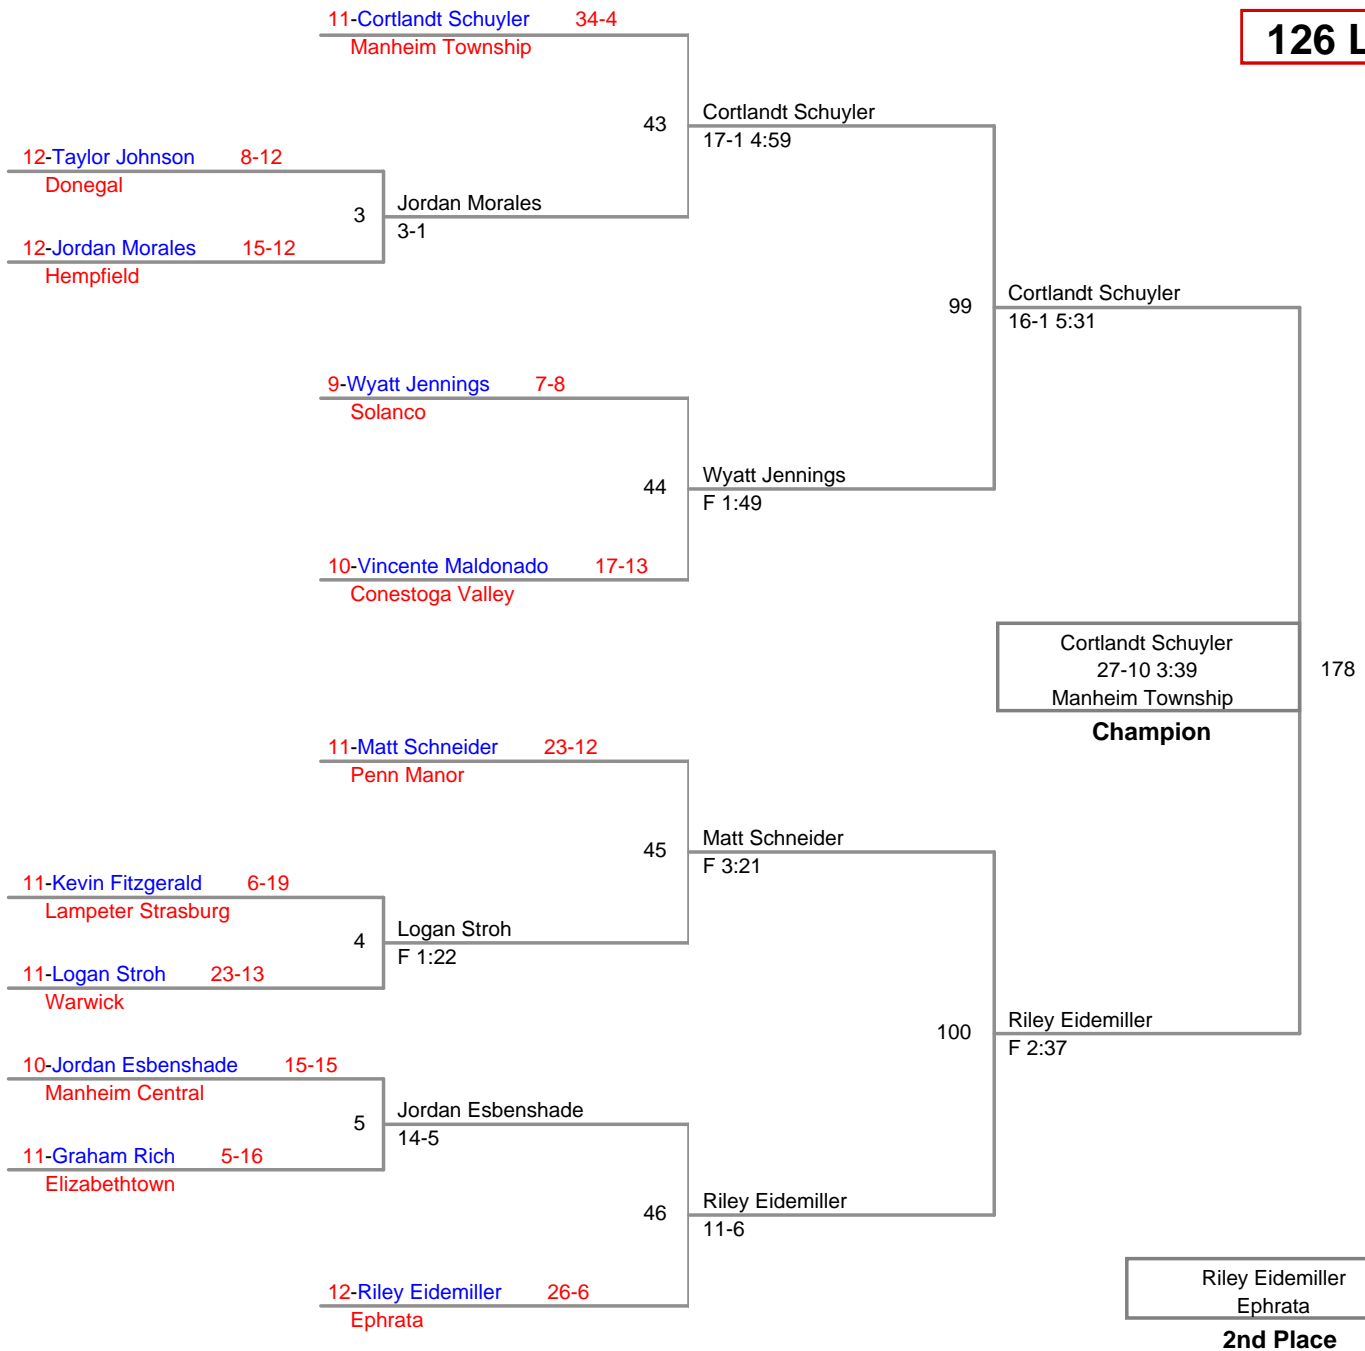 11-Cortlandt Schuyler 34-4
Manheim Township
126 L
43
Cortlandt Schuyler
17-1 4:59
12-Taylor Johnson 8-12
Donegal
3
Jordan Morales
3-1
12-Jordan Morales 15-12
Hempfield
99
Cortlandt Schuyler
16-1 5:31
9-Wyatt Jennings 7-8
Solanco
44
Wyatt Jennings
F 1:49
10-Vincente Maldonado 17-13
Conestoga Valley
Cortlandt Schuyler
27-10 3:39
Manheim Township
178
Champion
11-Matt Schneider 23-12
Penn Manor
45
Matt Schneider
F 3:21
11-Kevin Fitzgerald 6-19
Lampeter Strasburg
4
Logan Stroh
F 1:22
11-Logan Stroh 23-13
Warwick
100
Riley Eidemiller
F 2:37
10-Jordan Esbenshade 15-15
Manheim Central
5
Jordan Esbenshade
14-5
11-Graham Rich 5-16
Elizabethtown
46
Riley Eidemiller
11-6
12-Riley Eidemiller 26-6
Ephrata
Riley Eidemiller
Ephrata
2nd Place